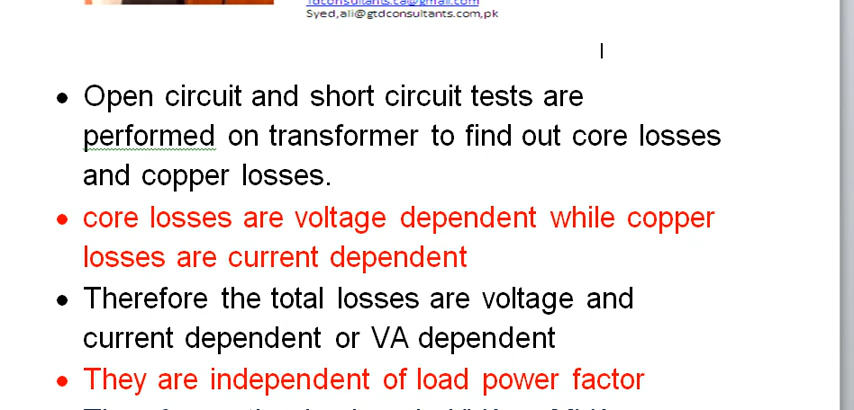 Syed,ali@gtdconsultants.com,pk
• Open circuit and short circuit tests are
performed on transformer to find out core losses
and copper losses.
• core losses are voltage dependent while copper
losses are current dependent
• Therefore the total losses are voltage and
current dependent or VA dependent
• They are independent of load power factor